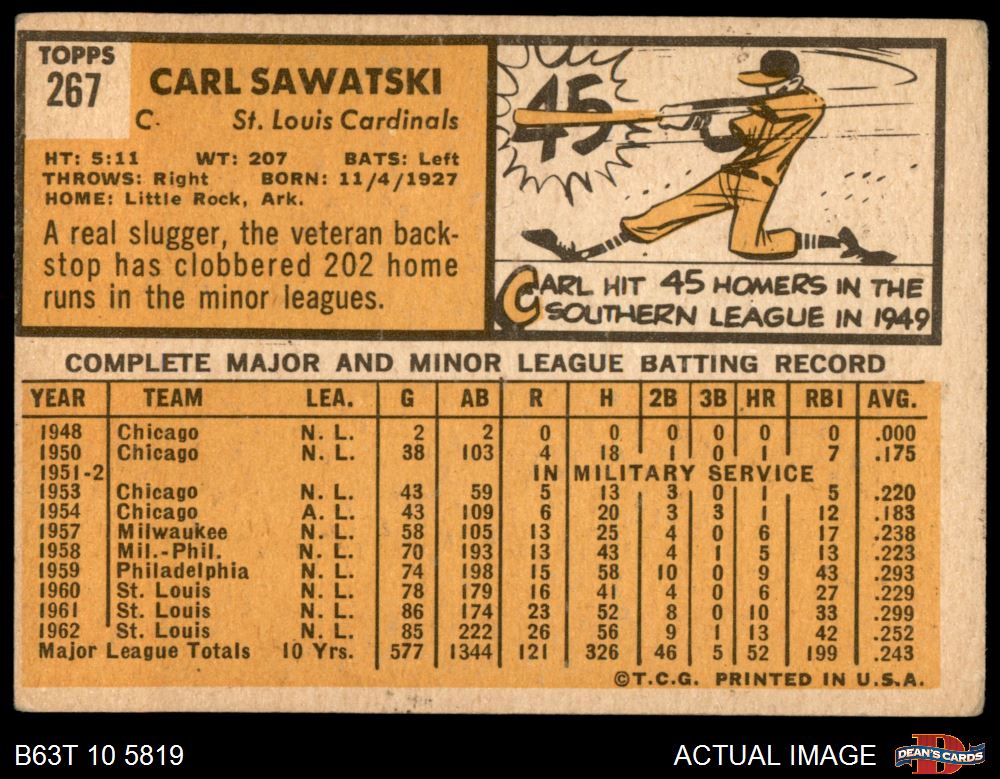 TOPPS
267
CARL SAWATSKI
C. St. Louis Cardinals
HT: 5:11 WT: 207 BATS: Left
THROWS: Right BORN: 11/4/1927
HOME: Little Rock, Ark.
A real slugger, the veteran back-
stop has clobbered 202 home
runs in the minor leagues.
45
CARL HIT 45 HOMERS IN THE
SOUTHERN LEAGUE IN 1949
COMPLETE MAJOR AND MINOR LEAGUE BATTING RECORD
YEAR TEAM LEA. G AB R H 2B 3B HR RBI AVG.
1948 Chicago N. L. 2 2 0 0 0 0 0 0 .000
1950 Chicago N. L. 38 103 4 18 1 0 1 7 .175
1951-2 IN MILITARY SERVICE
1953 Chicago N. L. 43 59 5 13 3 0 1 5 .220
1954 Chicago A. L. 43 109 6 20 3 3 1 12 .183
1957 Milwaukee N. L. 58 105 13 25 4 0 6 17 .238
1958 Mil.-Phil. N. L. 70 193 13 43 4 1 5 13 .223
1959 Philadelphia N. L. 74 198 15 58 10 0 9 43 .293
1960 St. Louis N. L. 78 179 16 41 4 0 6 27 .229
1961 St. Louis N. L. 86 174 23 52 8 0 10 33 .299
1962 St. Louis N. L. 85 222 26 56 9 1 13 42 .252
Major League Totals 10 Yrs. 577 1344 121 326 46 5 52 199 .243
©T.C.G. PRINTED IN U.S.A.
B63T 10 5819
ACTUAL IMAGE
DEAN'S CARDS